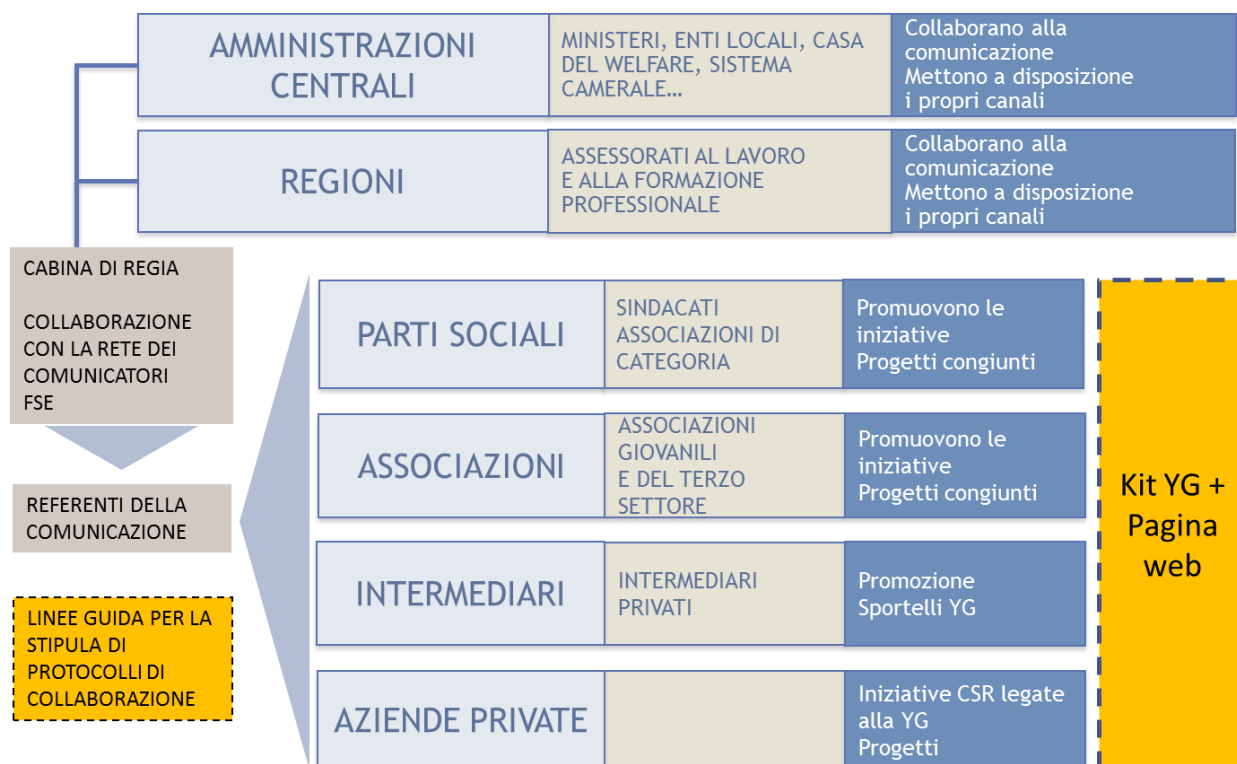 AMMINISTRAZIONI
CENTRALI
MINISTERI, ENTI LOCALI, CASA
DEL WELFARE, SISTEMA
CAMERALE...
Collaborano alla
comunicazione
Mettono a disposizione
i propri canali
REGIONI
ASSESSORATI AL LAVORO
E ALLA FORMAZIONE
PROFESSIONALE
Collaborano alla
comunicazione
Mettono a disposizione
i propri canali
CABINA DI REGIA
COLLABORAZIONE
CON LA RETE DEI
COMUNICATORI
FSE
REFERENTI DELLA
COMUNICAZIONE
LINEE GUIDA PER LA
STIPULA DI
PROTOCOLLI DI
COLLABORAZIONE
PARTI SOCIALI
SINDACATI
ASSOCIAZIONI DI
CATEGORIA
Promuovono le
iniziative
Progetti congiunti
ASSOCIAZIONI
ASSOCIAZIONI
GIOVANILI
E DEL TERZO
SETTORE
Promuovono le
iniziative
Progetti congiunti
INTERMEDIARI
INTERMEDIARI
PRIVATI
Promozione
Sportelli YG
AZIENDE PRIVATE
Iniziative CSR legate
alla YG
Progetti
Kit YG +
Pagina
web